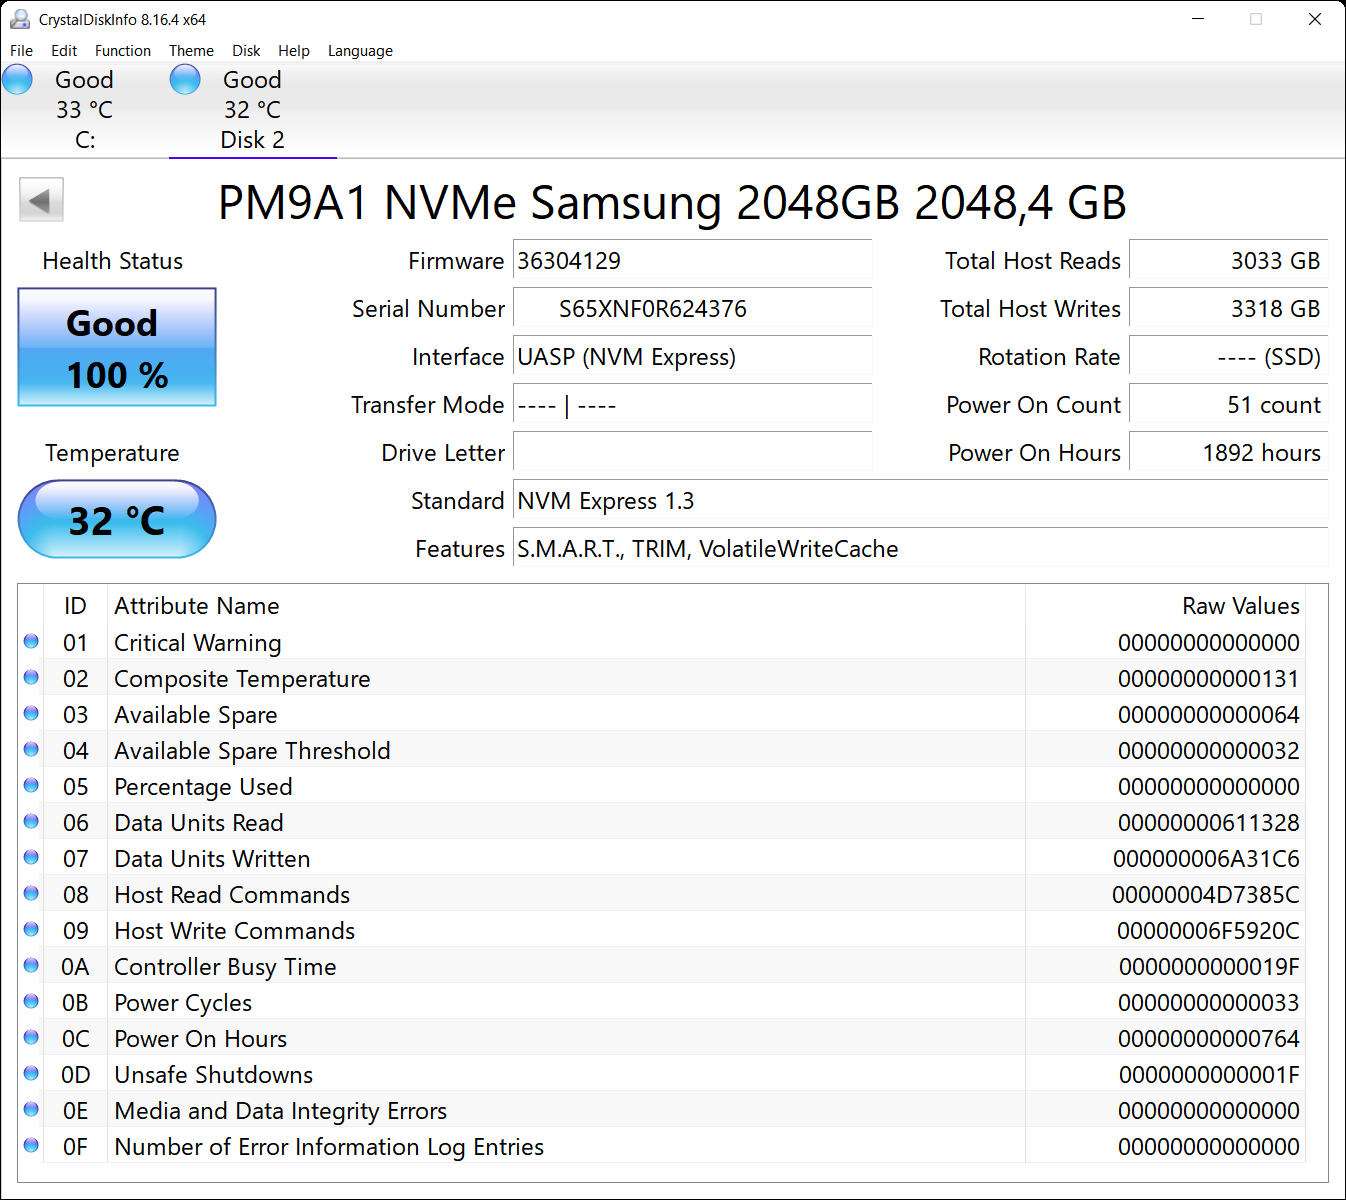 CrystalDiskInfo 8.16.4 x64
File Edit Function Theme Disk Help Language
Good Good
33 °C 32 °C
C: Disk 2
PM9A1 NVMe Samsung 2048GB 2048,4 GB
Health Status
Good
100 %
Temperature
32 °C
Firmware 36304129
Serial Number S65XNF0R624376
Interface UASP (NVM Express)
Transfer Mode ---- | ----
Drive Letter
Standard NVM Express 1.3
Features S.M.A.R.T., TRIM, VolatileWriteCache
Total Host Reads 3033 GB
Total Host Writes 3318 GB
Rotation Rate ---- (SSD)
Power On Count 51 count
Power On Hours 1892 hours
ID Attribute Name Raw Values
01 Critical Warning 00000000000000
02 Composite Temperature 00000000000131
03 Available Spare 00000000000064
04 Available Spare Threshold 00000000000032
05 Percentage Used 00000000000000
06 Data Units Read 00000000611328
07 Data Units Written 000000006A31C6
08 Host Read Commands 00000004D7385C
09 Host Write Commands 00000006F5920C
0A Controller Busy Time 0000000000019F
0B Power Cycles 00000000000033
0C Power On Hours 00000000000764
0D Unsafe Shutdowns 0000000000001F
0E Media and Data Integrity Errors 00000000000000
0F Number of Error Information Log Entries 00000000000000